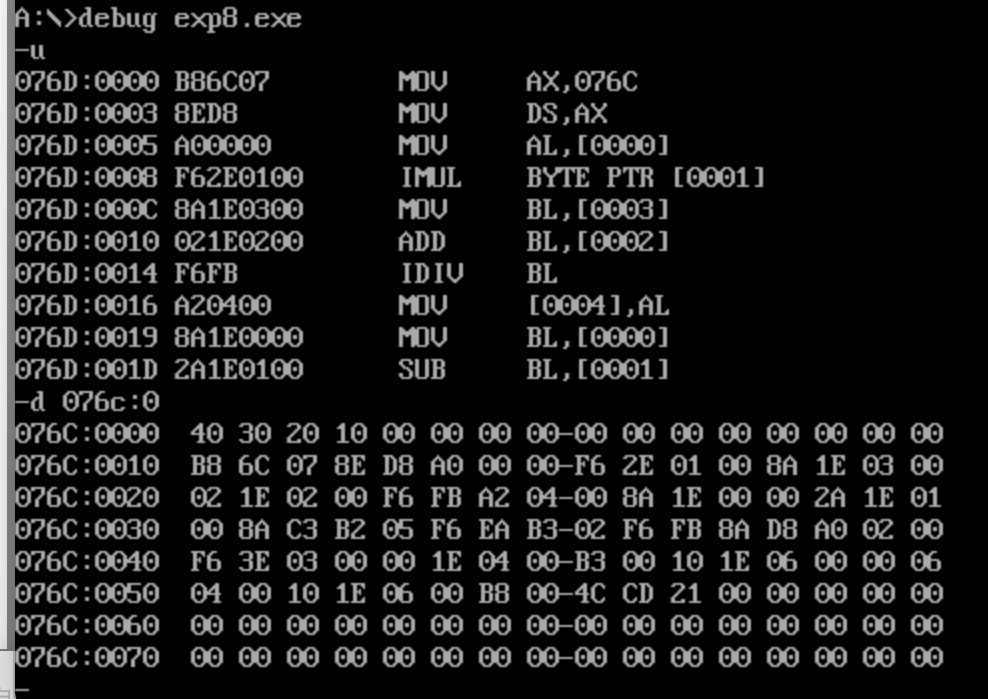 A:\>debug exp8.exe
-u
076D:0000 B86C07 MOV AX,076C
076D:0003 8ED8 MOV DS,AX
076D:0005 A00000 MOV AL,[0000]
076D:0008 F62E0100 IMUL BYTE PTR [0001]
076D:000C 8A1E0300 MOV BL,[0003]
076D:0010 021E0200 ADD BL,[0002]
076D:0014 F6FB IDIV BL
076D:0016 A20400 MOV [0004],AL
076D:0019 8A1E0000 MOV BL,[0000]
076D:001D 2A1E0100 SUB BL,[0001]
-d 076c:0
076C:0000 40 30 20 10 00 00 00 00-00 00 00 00 00 00 00 00
076C:0010 B8 6C 07 8E D8 A0 00 00-F6 2E 01 00 8A 1E 03 00
076C:0020 02 1E 02 00 F6 FB A2 04-00 8A 1E 00 00 2A 1E 01
076C:0030 00 8A C3 B2 05 F6 EA B3-02 F6 FB 8A D8 A0 02 00
076C:0040 F6 3E 03 00 00 1E 04 00-B3 00 10 1E 06 00 00 06
076C:0050 04 00 10 1E 06 00 B8 00-4C CD 21 00 00 00 00 00
076C:0060 00 00 00 00 00 00 00 00-00 00 00 00 00 00 00 00
076C:0070 00 00 00 00 00 00 00 00-00 00 00 00 00 00 00 00
-